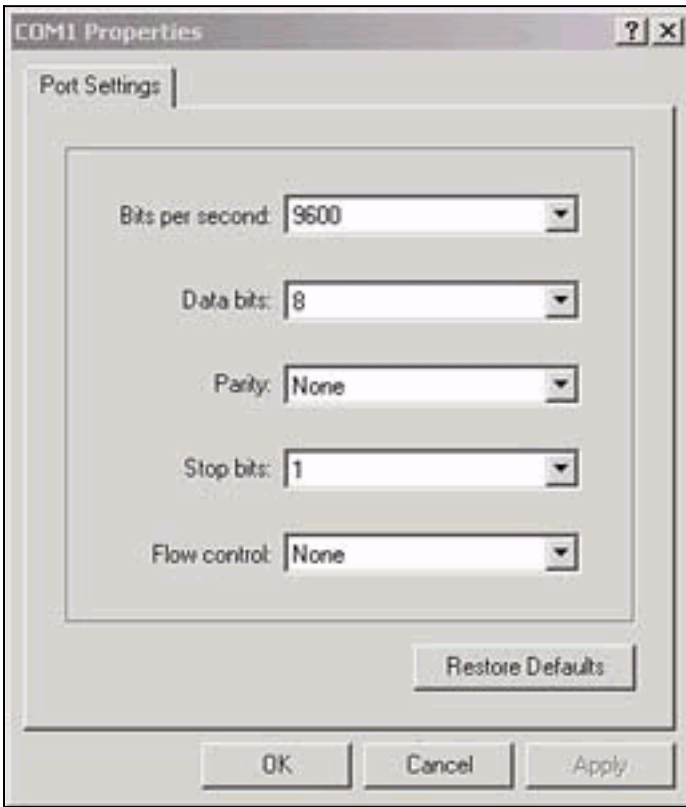 COM1 Properties
Port Settings
Bits per second: 9600
Data bits: 8
Parity: None
Stop bits: 1
Flow control: None
Restore Defaults
OK Cancel Apply